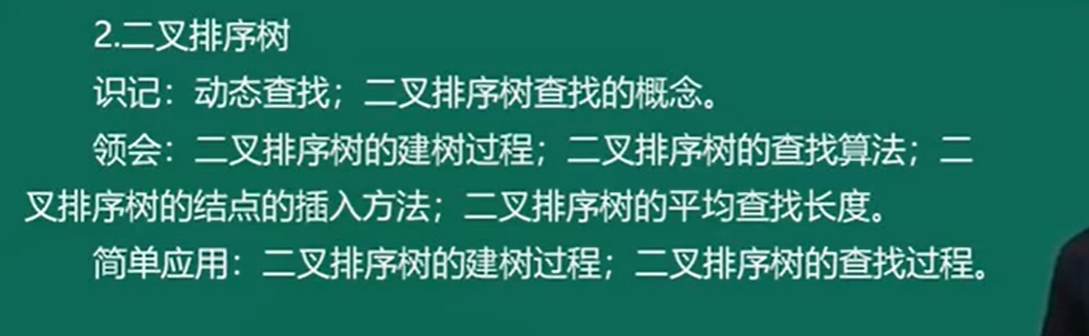 2.二叉排序树
识记：动态查找；二叉排序树查找的概念。
领会：二叉排序树的建树过程；二叉排序树的查找算法；二
叉排序树的结点的插入方法；二叉排序树的平均查找长度。
简单应用：二叉排序树的建树过程；二叉排序树的查找过程。